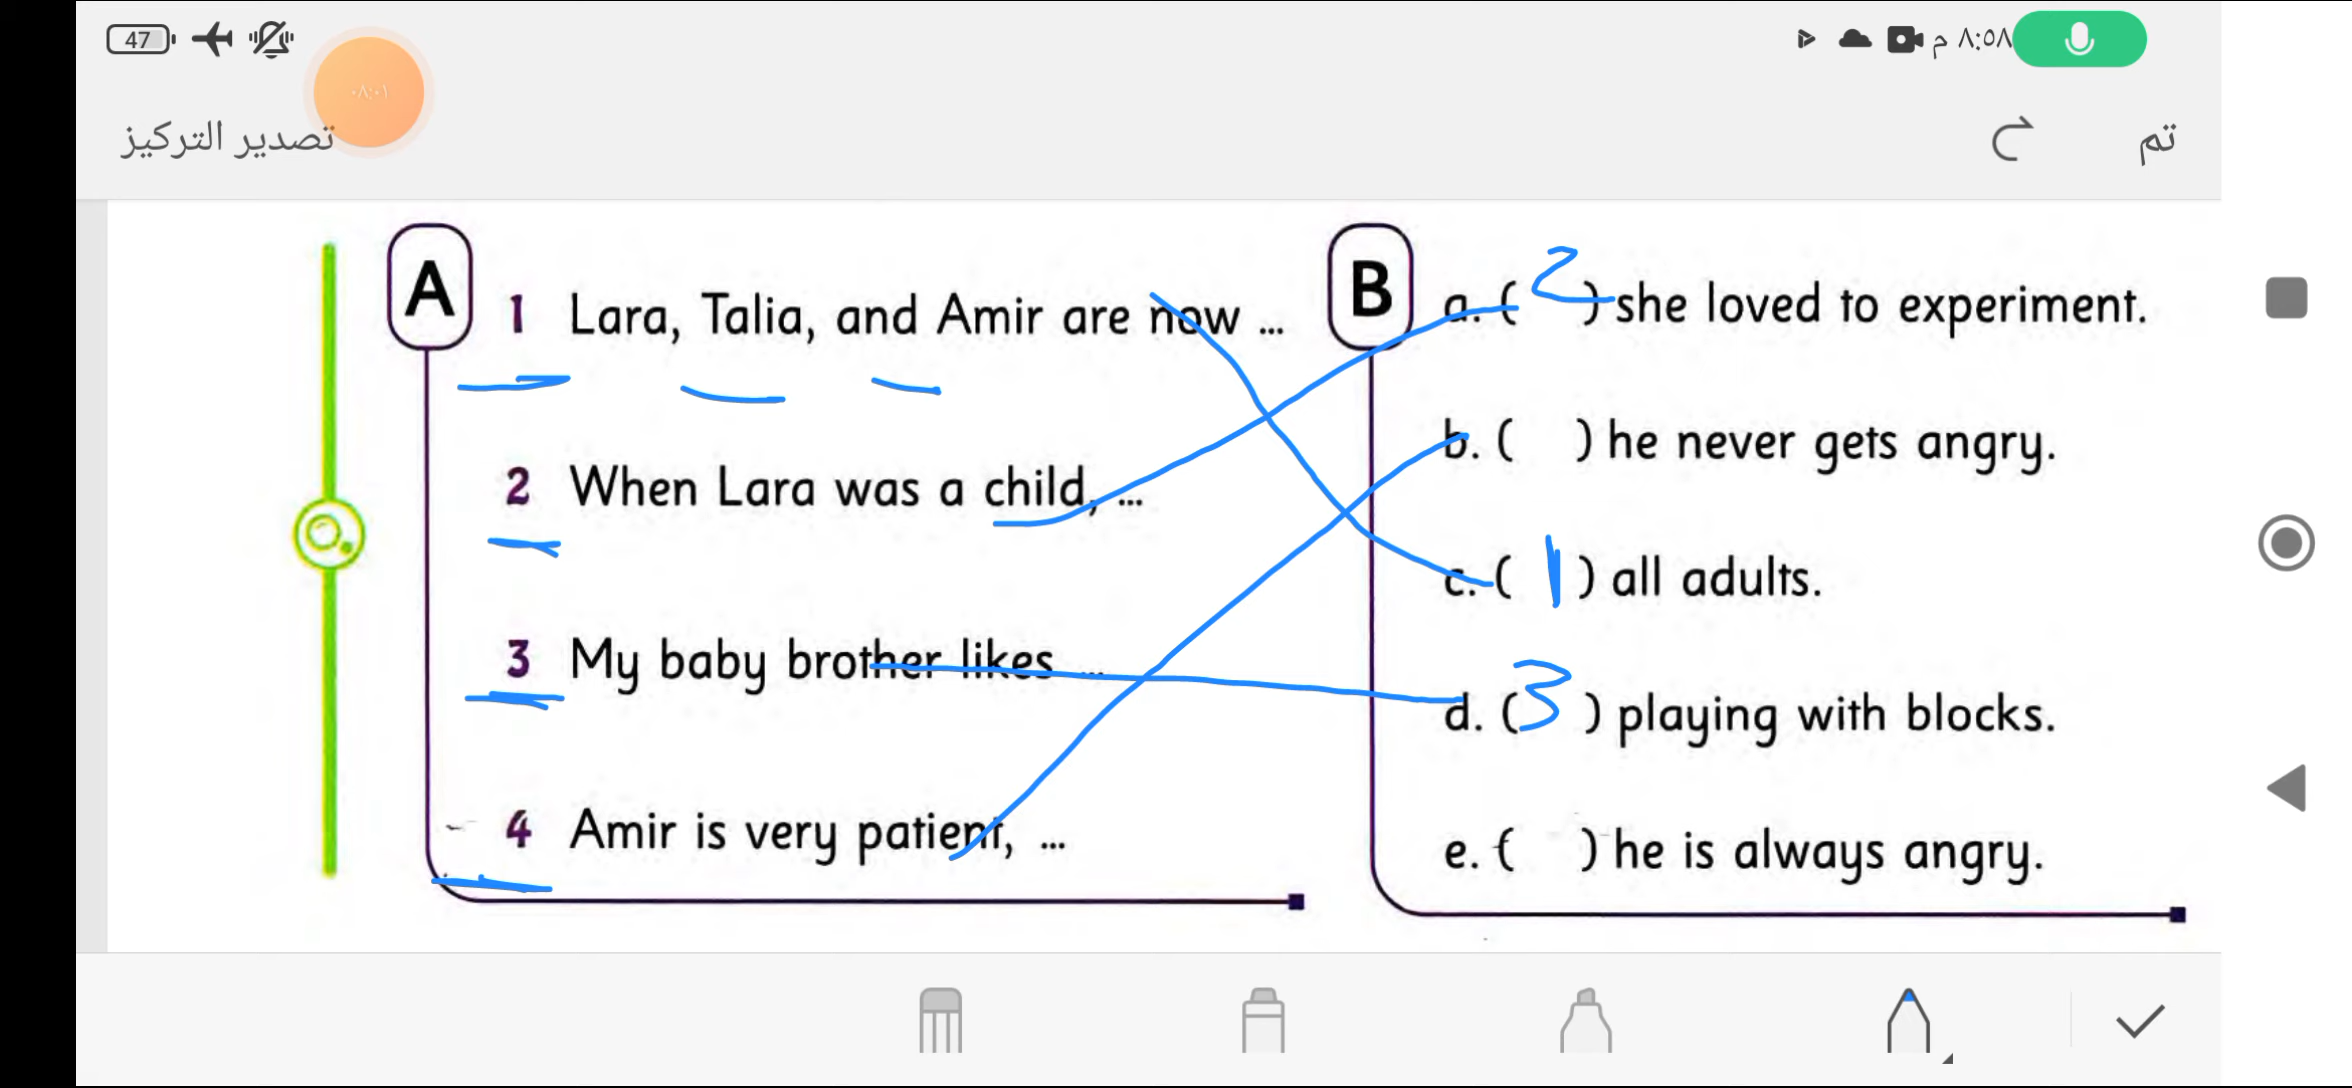 47
م ٨:٥٨
٠٨:٠١
تصدير التركيز
تم
A
1 Lara, Talia, and Amir are now ...
2 When Lara was a child, ...
3 My baby brother likes ...
4 Amir is very patient, ...
B
a. ( 2 ) she loved to experiment.
b. ( ) he never gets angry.
c. ( 1 ) all adults.
d. ( 3 ) playing with blocks.
e. ( ) he is always angry.